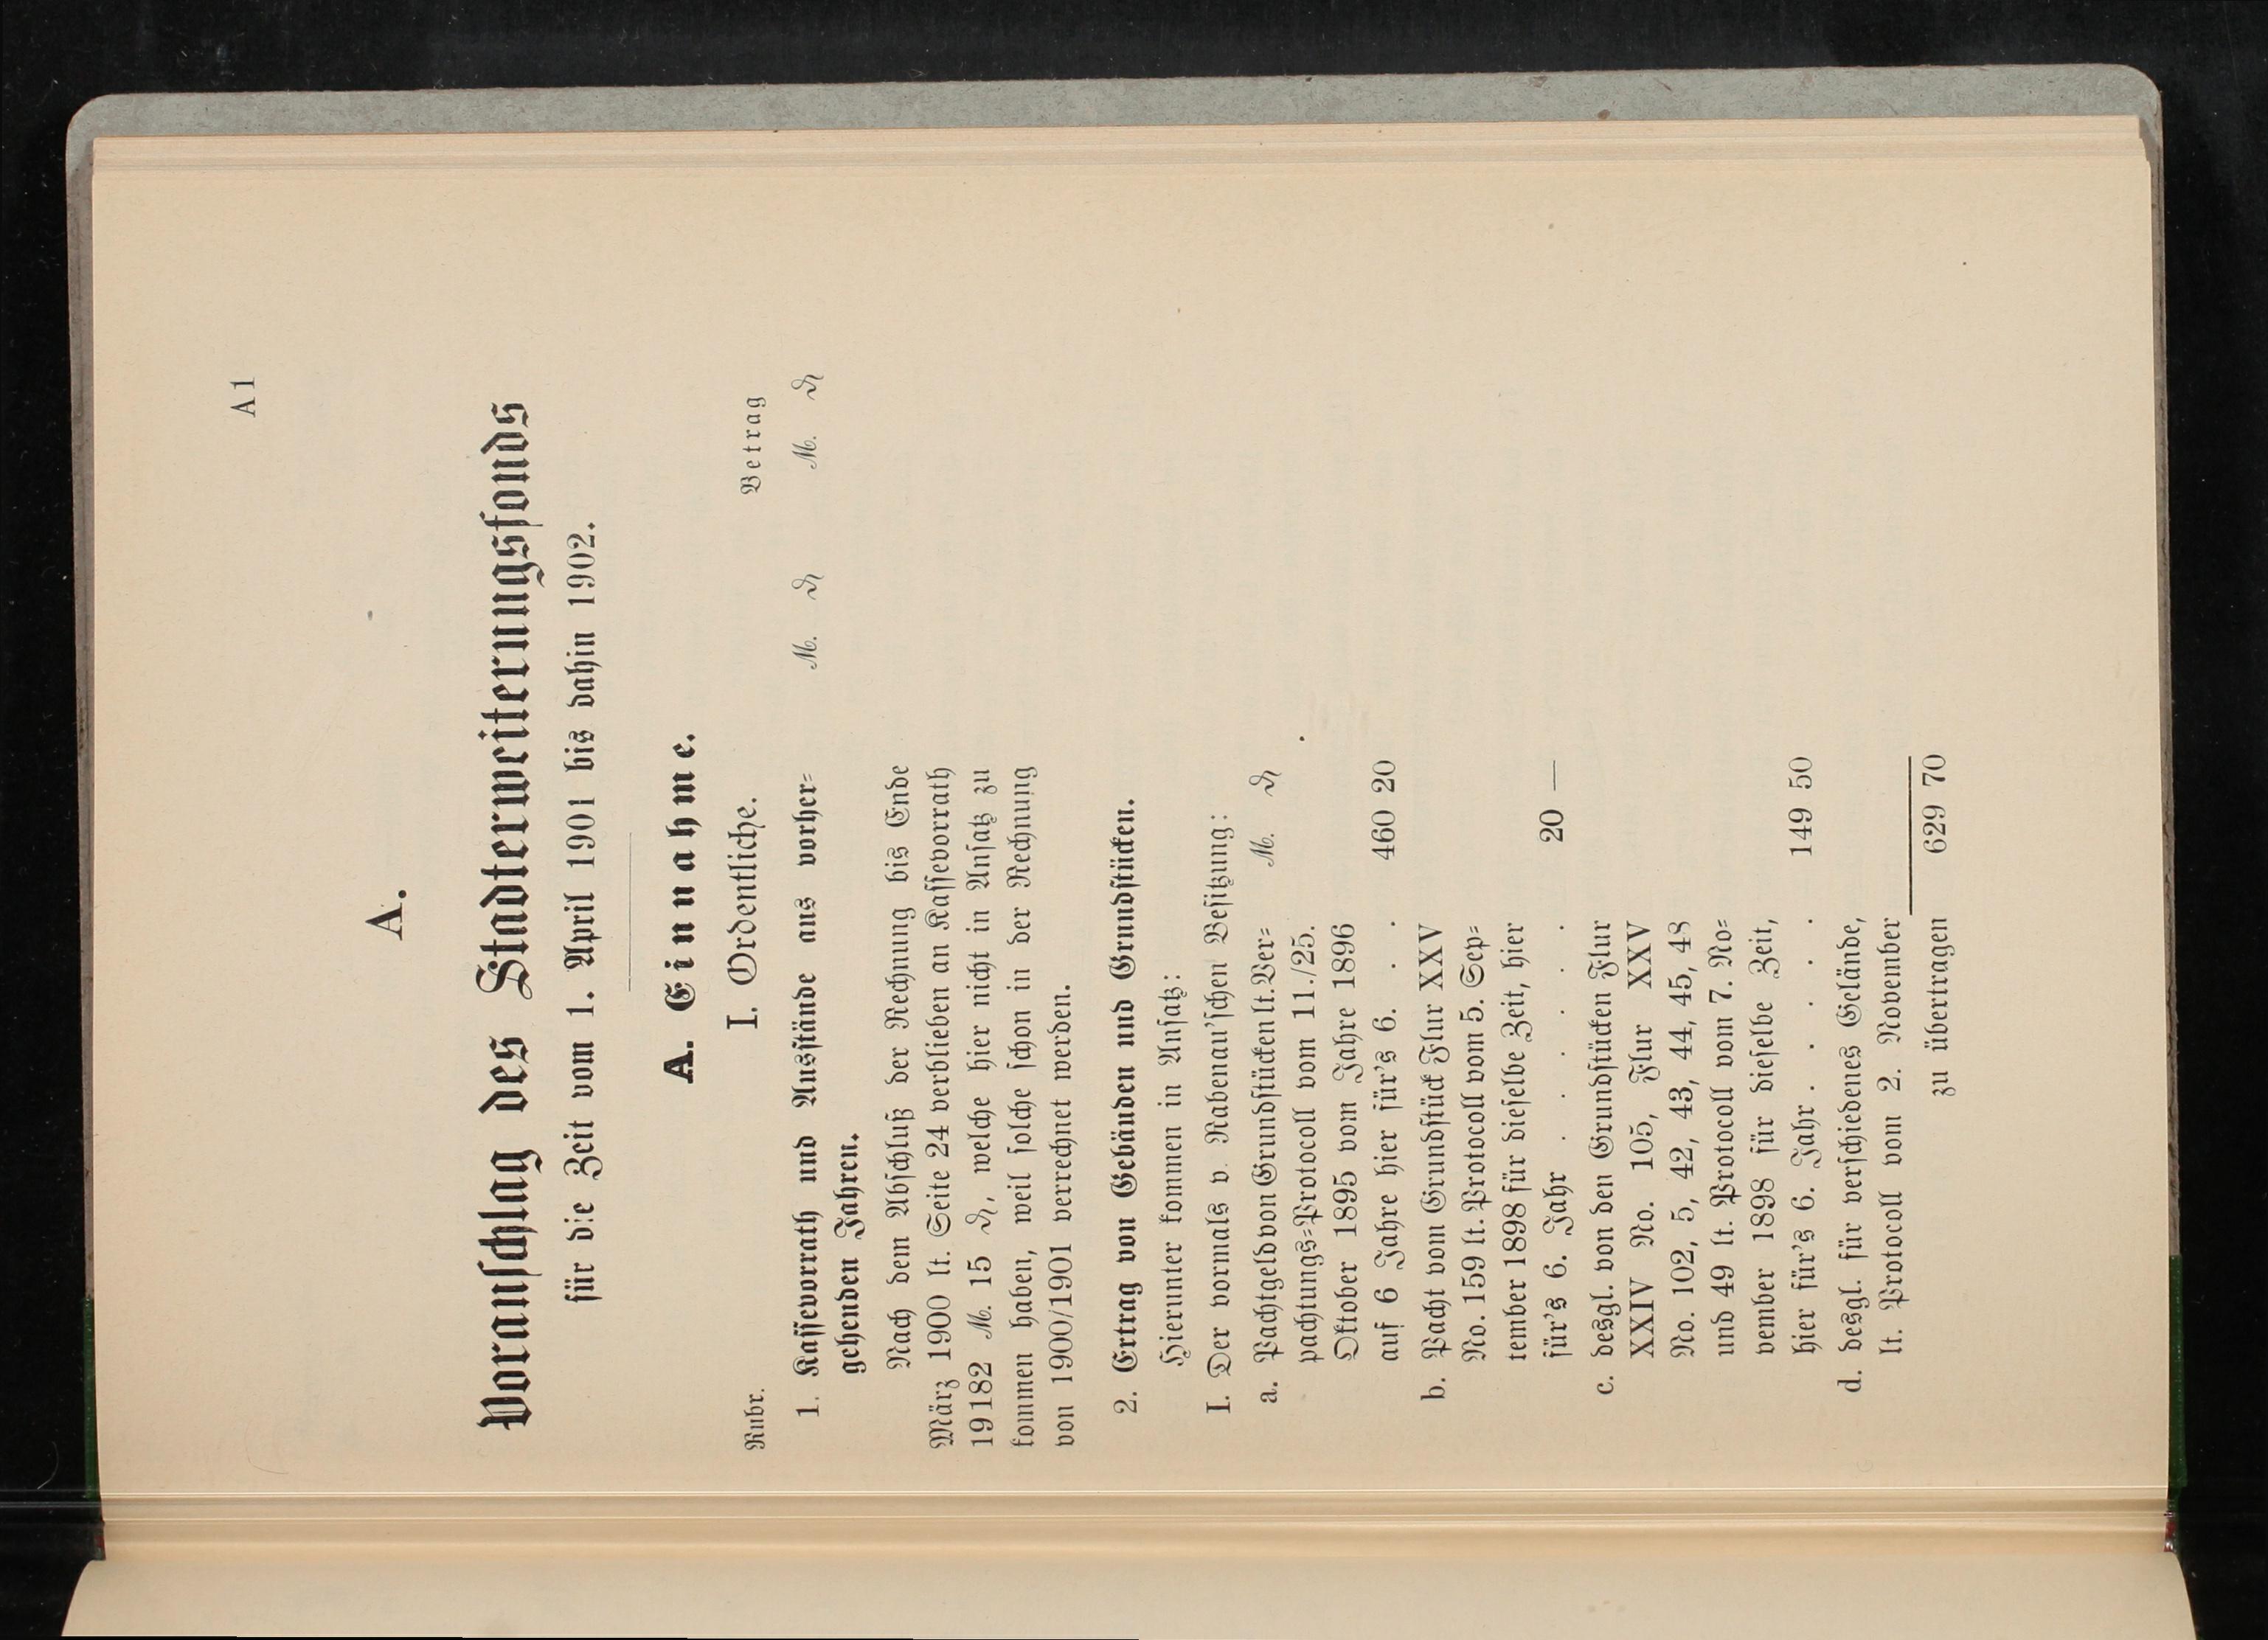 A 1
A.
Voranschlag des Stadterweiterungsfonds
für die Zeit vom 1. April 1901 bis dahin 1902.
A. Einnahme.
Rubr. I. Ordentliche. Betrag
1. Kassevorrath und Ausstände aus vorher= M. ₰ M. ₰
gehenden Jahren.
Nach dem Abschluß der Rechnung bis Ende
März 1900 lt. Seite 24 verblieben an Kassevorrath
19182 M. 15 ₰, welche hier nicht in Ansatz zu
kommen haben, weil solche schon in der Rechnung
von 1900/1901 verrechnet werden.
2. Ertrag von Gebäuden und Grundstücken.
Hierunter kommen in Ansatz:
I. Der vormals v. Rabenau'schen Besitzung:
a. Pachtgeld von Grundstücken lt. Ver= M. ₰
pachtungs=Protocoll vom 11./25.
Oktober 1895 vom Jahre 1896
auf 6 Jahre hier für's 6. . . 460 20
b. Pacht vom Grundstück Flur XXV
No. 159 lt. Protocoll vom 5. Sep=
tember 1898 für dieselbe Zeit, hier
für's 6. Jahr . . . . . . 20 —
c. desgl. von den Grundstücken Flur
XXIV No. 105, Flur XXV
No. 102, 5, 42, 43, 44, 45, 48
und 49 lt. Protocoll vom 7. No=
vember 1898 für dieselbe Zeit,
hier für's 6. Jahr . . . . . 149 50
d. desgl. für verschiedenes Gelände,
lt. Protocoll vom 2. November
zu übertragen 629 70